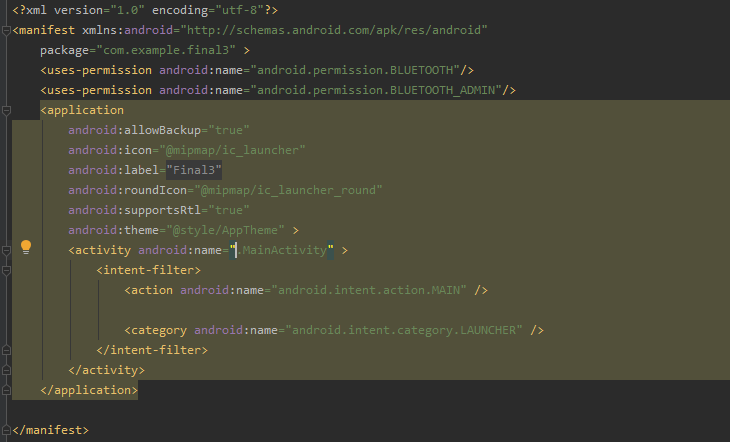 <?xml version="1.0" encoding="utf-8"?>
<manifest xmlns:android="http://schemas.android.com/apk/res/android"
    package="com.example.final3" >
    <uses-permission android:name="android.permission.BLUETOOTH"/>
    <uses-permission android:name="android.permission.BLUETOOTH_ADMIN"/>
    <application
        android:allowBackup="true"
        android:icon="@mipmap/ic_launcher"
        android:label="Final3"
        android:roundIcon="@mipmap/ic_launcher_round"
        android:supportsRtl="true"
        android:theme="@style/AppTheme" >
        <activity android:name=".MainActivity" >
            <intent-filter>
                <action android:name="android.intent.action.MAIN" />

                <category android:name="android.intent.category.LAUNCHER" />
            </intent-filter>
        </activity>
    </application>

</manifest>